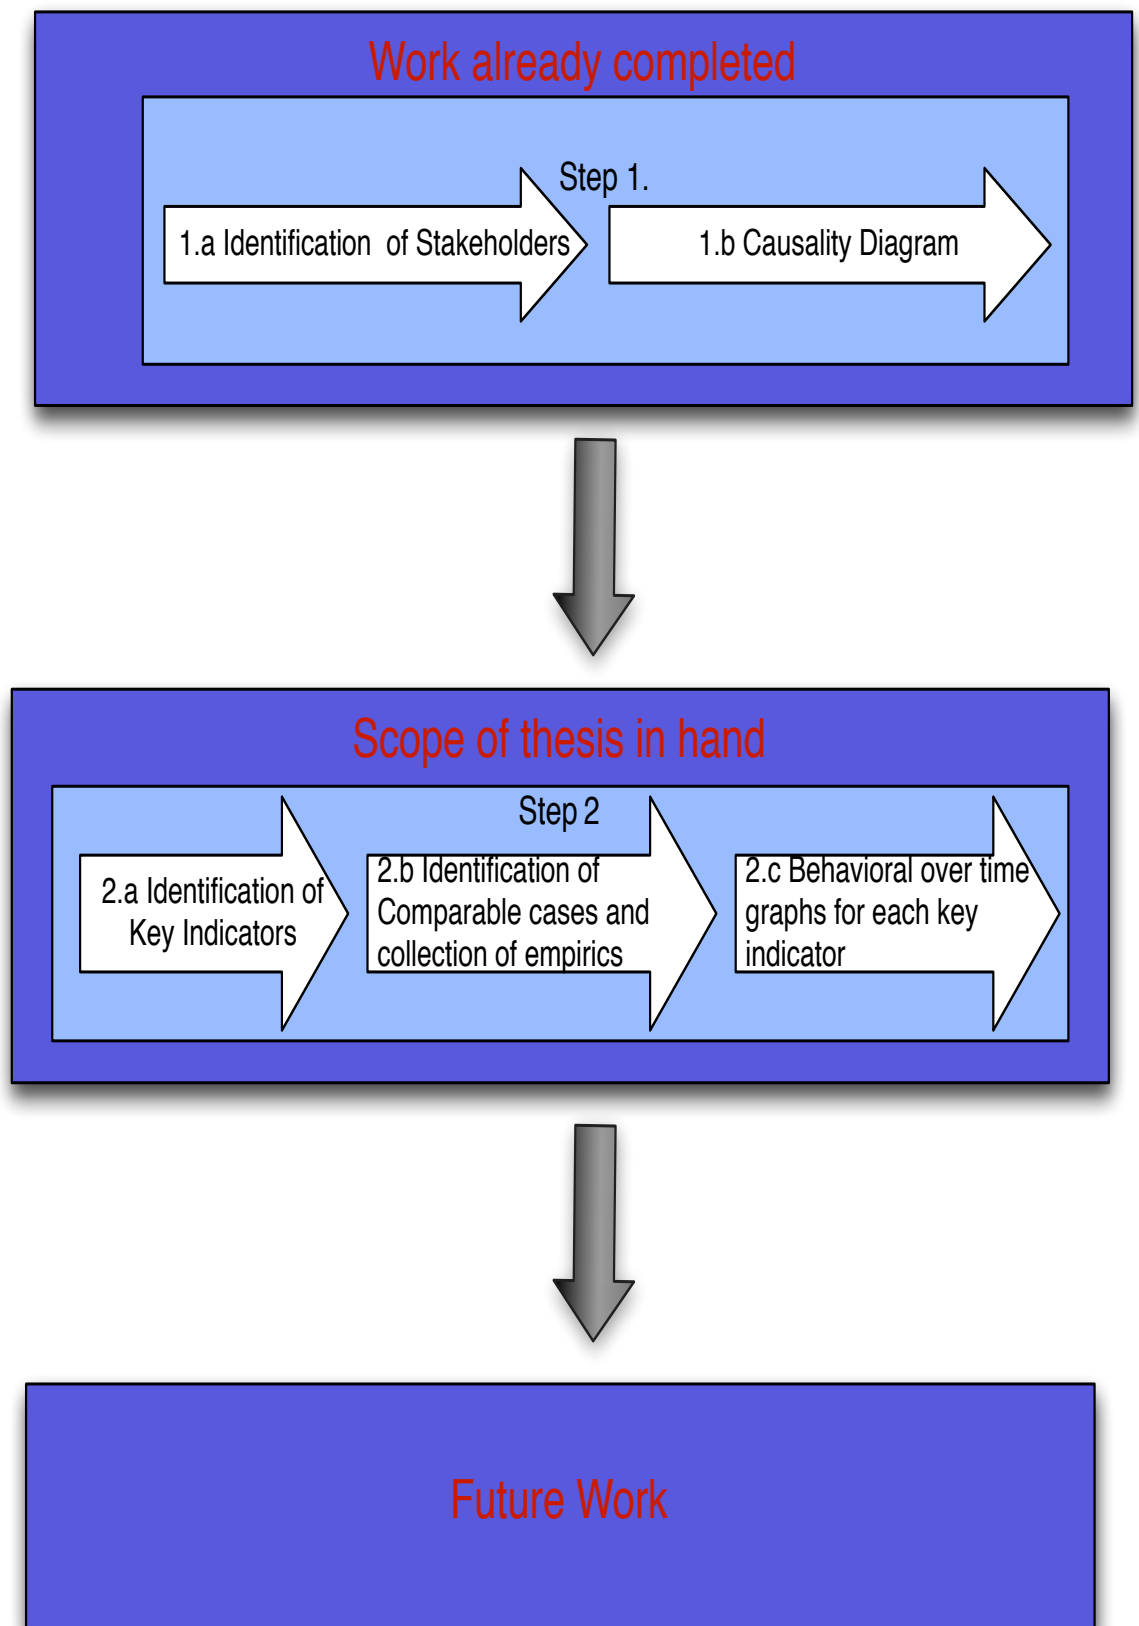 Work already completed
Step 1.
1.a Identification  of Stakeholders
1.b Causality Diagram
Scope of thesis in hand
Step 2
2.a Identification of
Key Indicators
2.b Identification of
Comparable cases and
collection of empirics
2.c Behavioral over time
graphs for each key
indicator
Future Work